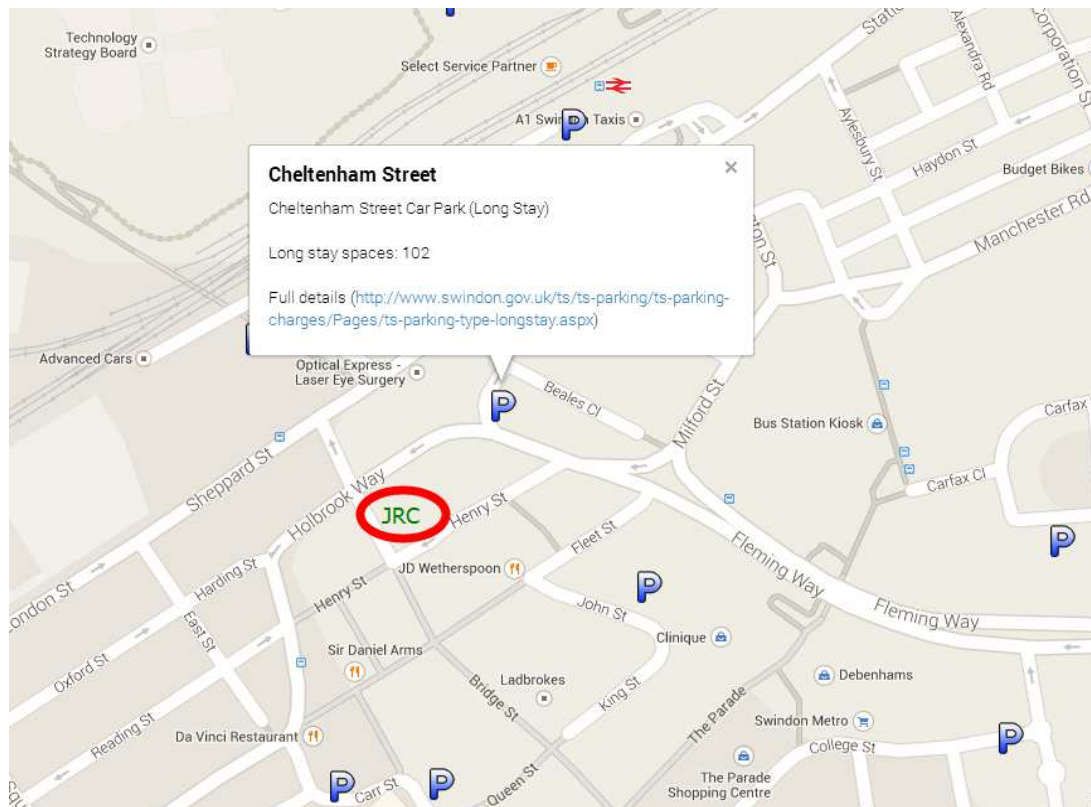 Technology
Strategy Board
Select Service Partner
Station
Alexandra Rd
Corporation St
Aylesbury St
Haydon St
Budget Bikes
Manchester Rd
A1 Swin
n Taxis
P
Cheltenham Street
×
Cheltenham Street Car Park (Long Stay)
Long stay spaces: 102
Full details (http://www.swindon.gov.uk/ts/ts-parking/ts-parking-
charges/Pages/ts-parking-type-longstay.aspx)
gton St
Advanced Cars
Optical Express -
Laser Eye Surgery
P
Beales Cl
Milford St
Bus Station Kiosk
Carfax
Carfax Cl
Sheppard St
Holbrook Way
JRC
Henry St
Fleet St
Fleming Way
P
JD Wetherspoon
Harding St
Henry St
P
John St
Fleming Way
ondon St
East St
Oxford St
Sir Daniel Arms
Clinique
Ladbrokes
Debenhams
Bridge St
King St
The Parade
Swindon Metro
P
College St
Reading St
Da Vinci Restaurant
P
P
Carr St
Queen St
The Parade
Shopping Centre